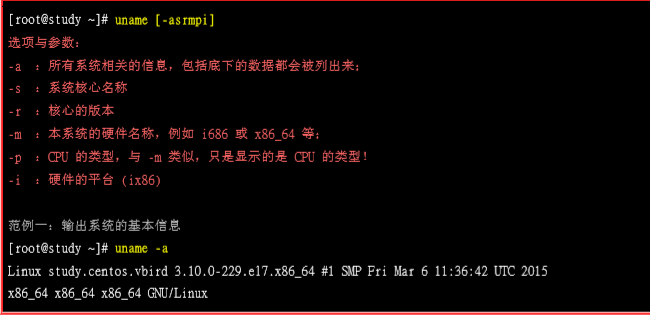 [root@study ~]# uname [-asrmpi]
选项与参数：
-a ：所有系统相关的信息，包括底下的数据都会被列出来；
-s ：系统核心名称
-r ：核心的版本
-m ：本系统的硬件名称，例如 i686 或 x86_64 等；
-p ：CPU 的类型，与 -m 类似，只是显示的是 CPU 的类型！
-i ：硬件的平台 (ix86)
范例一：输出系统的基本信息
[root@study ~]# uname -a
Linux study.centos.vbird 3.10.0-229.el7.x86_64 #1 SMP Fri Mar 6 11:36:42 UTC 2015
x86_64 x86_64 x86_64 GNU/Linux